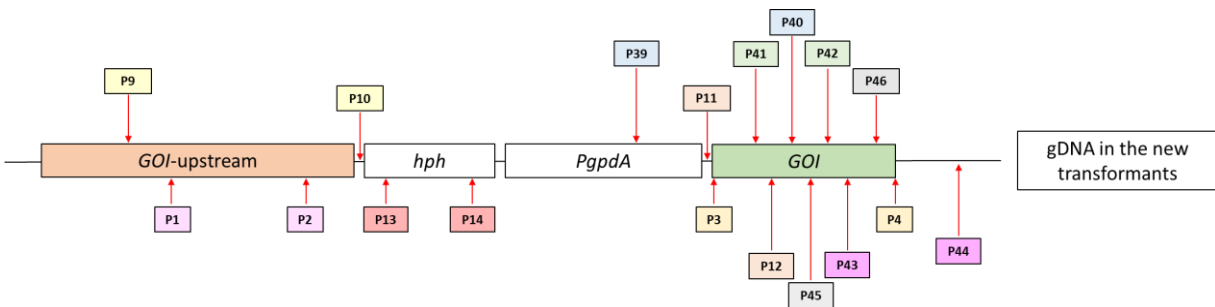 P40
P39
P41
P42
P9
P46
P10
P11
GOI-upstream
hph
PgpdA
GOI
gDNA in the new
transformants
P1
P2
P13
P14
P3
P4
P44
P12
P43
P45